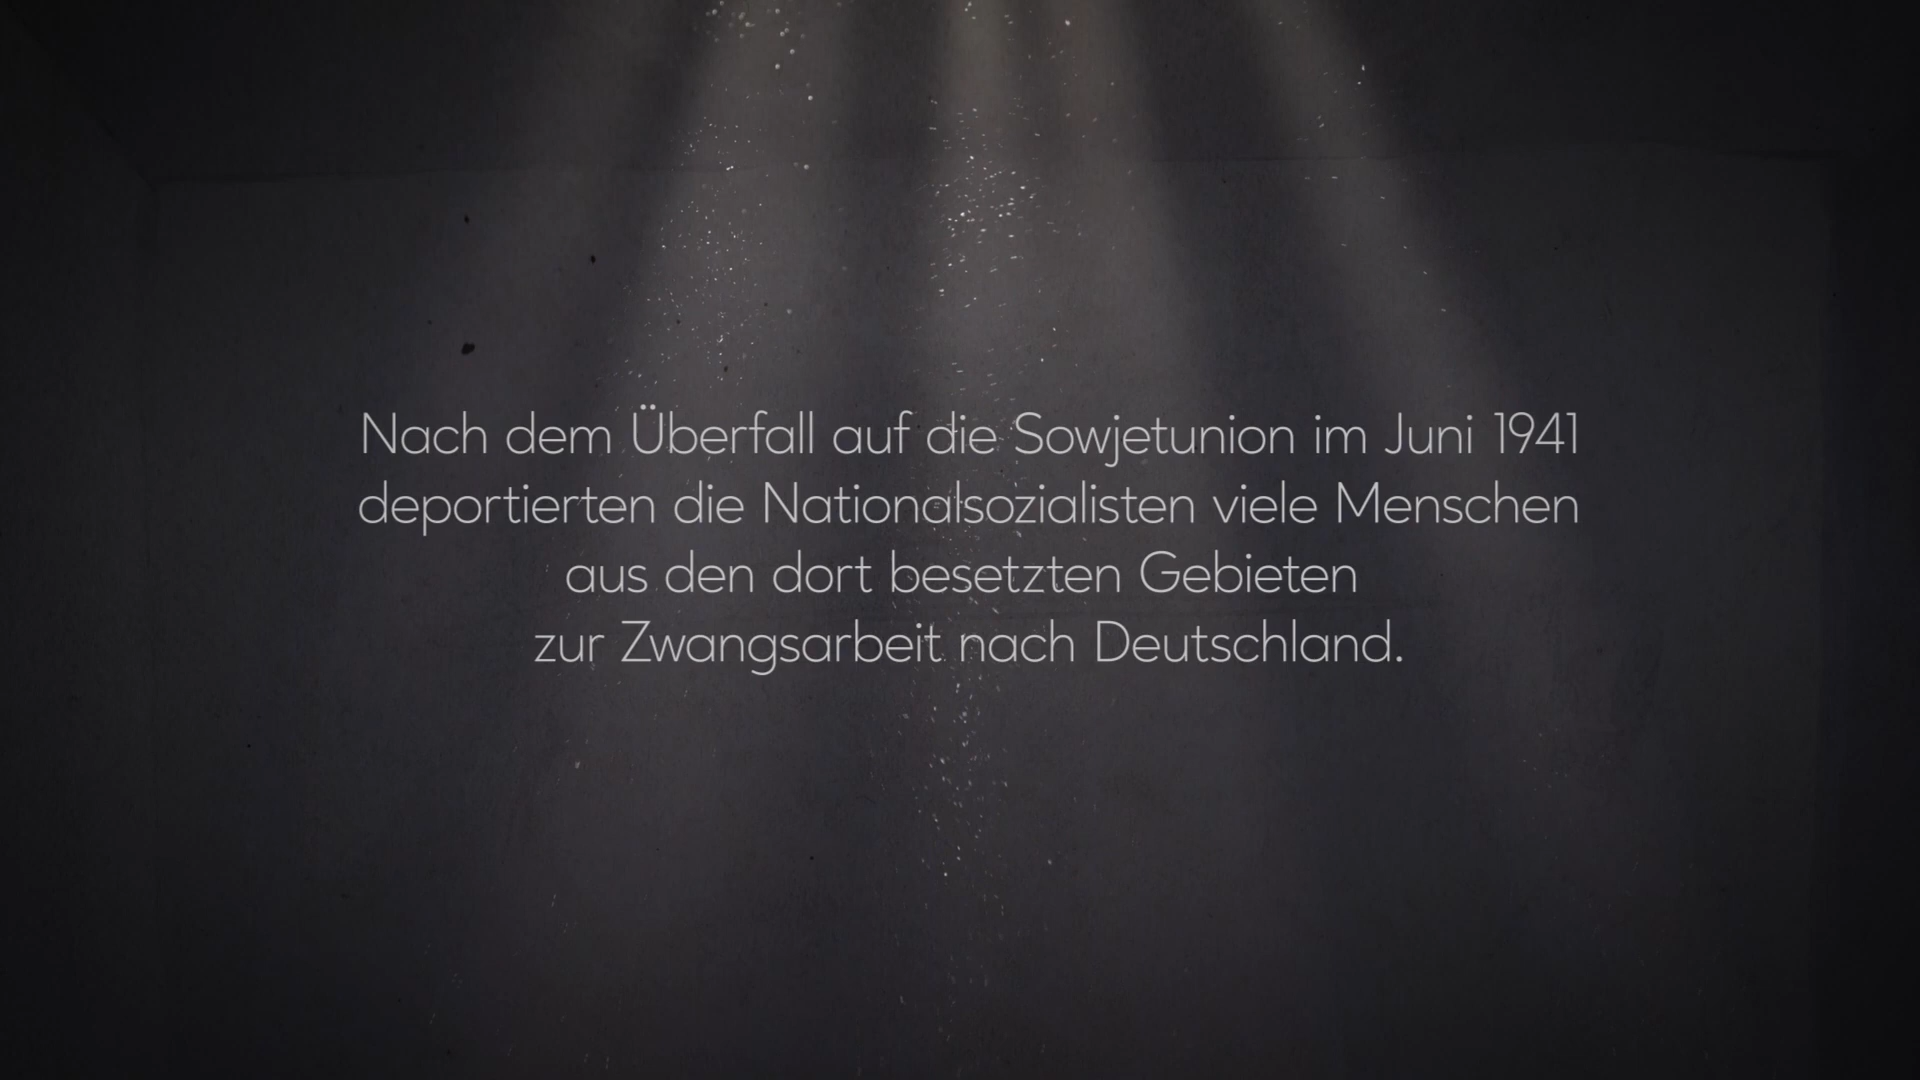 Nach dem Überfall auf die Sowjetunion im Juni 1941
deportierten die Nationalsozialisten viele Menschen
aus den dort besetzten Gebieten
zur Zwangsarbeit nach Deutschland.